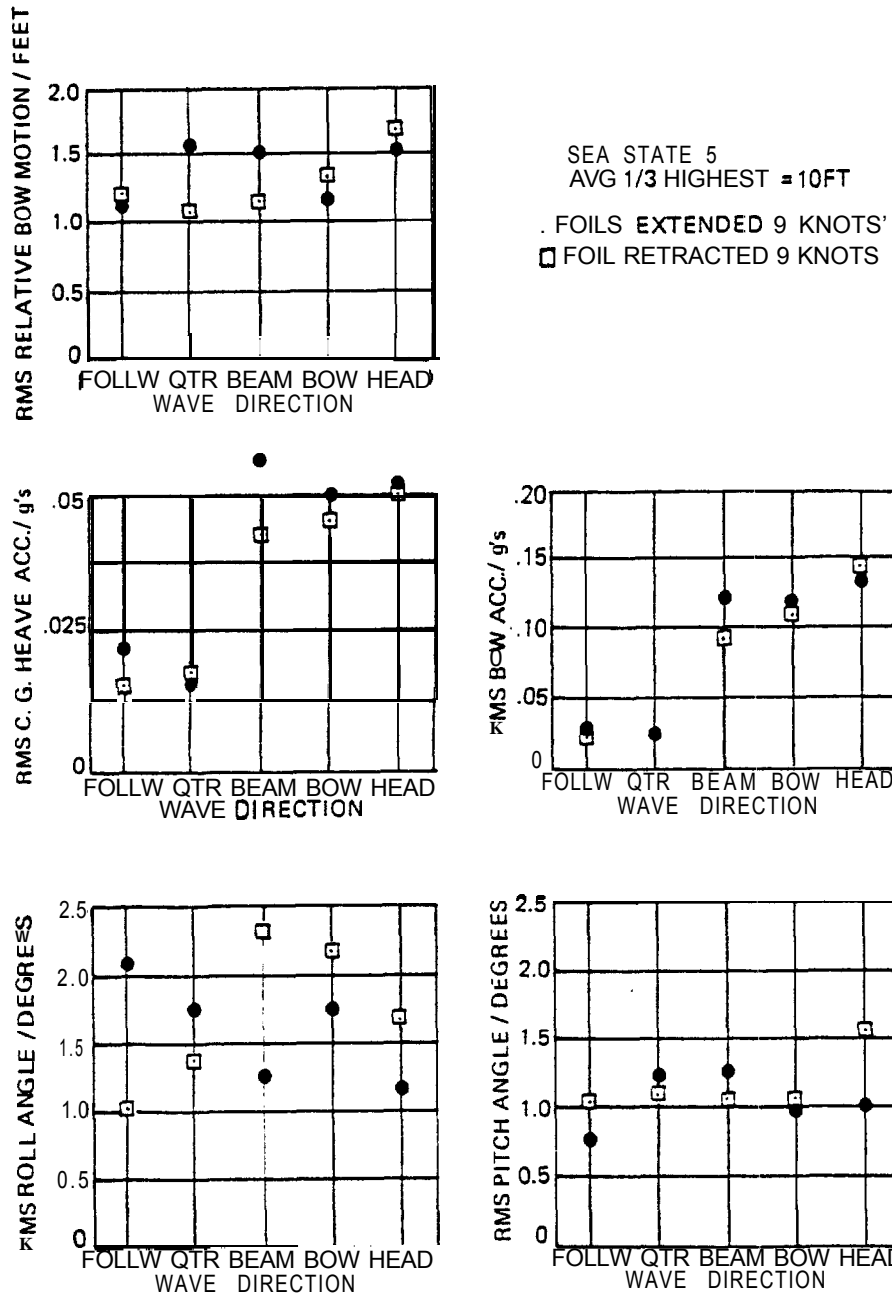 RMS RELATIVE BOW MOTION / FEET
2.0
1.5
1.0
0.5
0
FOLLW QTR BEAM BOW HEAD
WAVE DIRECTION
SEA STATE 5
AVG 1/3 HIGHEST = 10FT
. FOILS EXTENDED 9 KNOTS'
FOIL RETRACTED 9 KNOTS
RMS C. G. HEAVE ACC./ g's
.05
.025
0
FOLLW QTR BEAM BOW HEAD
WAVE DIRECTION
RMS BOW ACC./ g's
.20
.15
.10
.05
0
FOLLW QTR BEAM BOW HEAD
WAVE DIRECTION
RMS ROLL ANGLE /DEGREES
2.5
2.0
1.5
1.0
0.5
0
FOLLW QTR BEAM BOW HEAD
WAVE DIRECTION
RMS PITCH ANGLE / DEGREES
2.5
2.0
1.5
1.0
0.5
0
FOLLW QTR BEAM BOW HEAD
WAVE DIRECTION